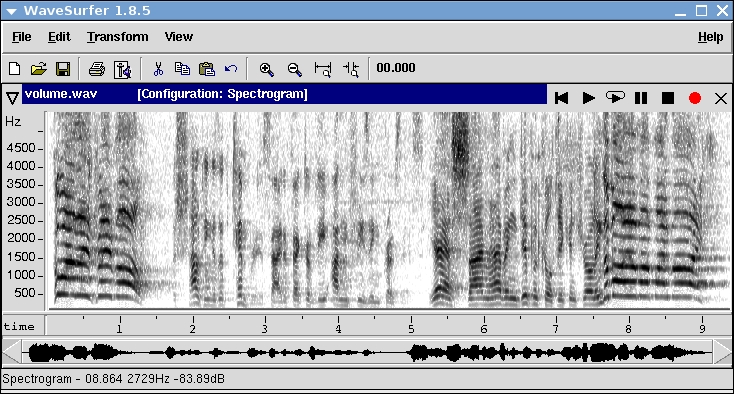 WaveSurfer 1.8.5
File Edit Transform View Help
00.000
volume.wav [Configuration: Spectrogram]
Hz
4500
4000
3500
3000
2500
2000
1500
1000
500
time 1 2 3 4 5 6 7 8 9
Spectrogram - 08.864 2729Hz -83.89dB